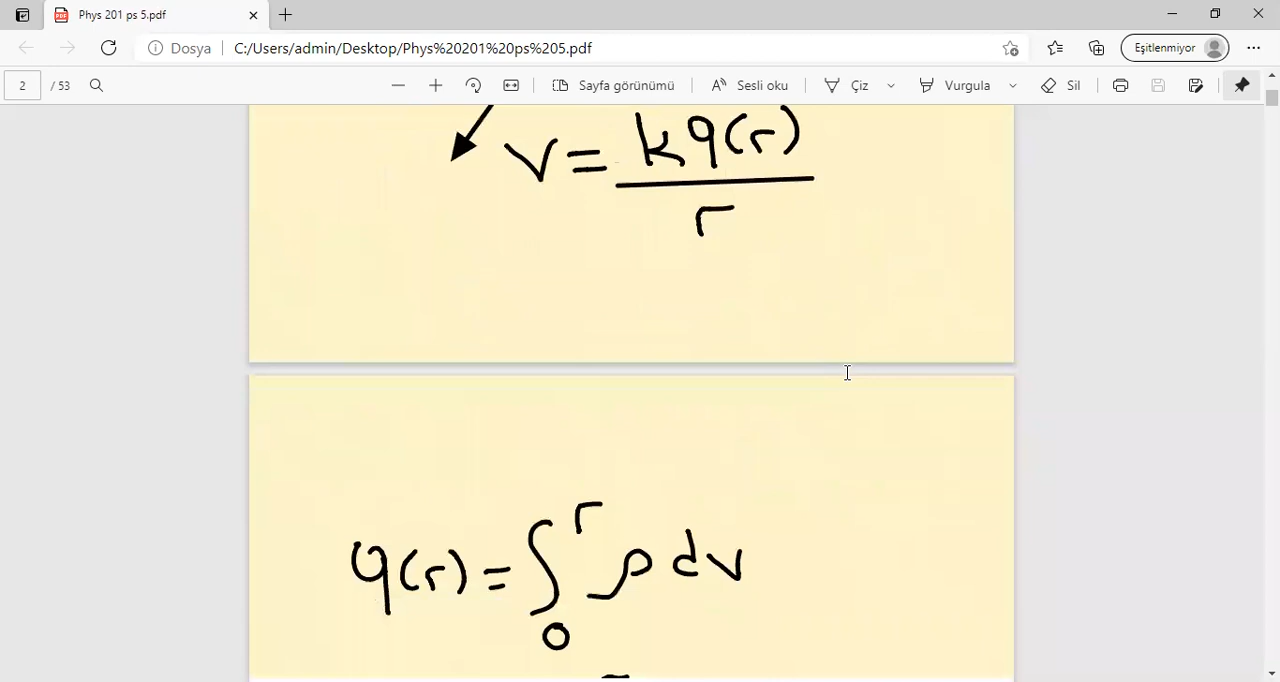 Phys 201 ps 5.pdf
Dosya C:/Users/admin/Desktop/Phys%20201%20ps%205.pdf Eşitlenmiyor
2 / 53 Sayfa görünümü Sesli oku Çiz Vurgula Sil
V = kq(r) / r
q(r) = ∫₀ʳ ρ dv